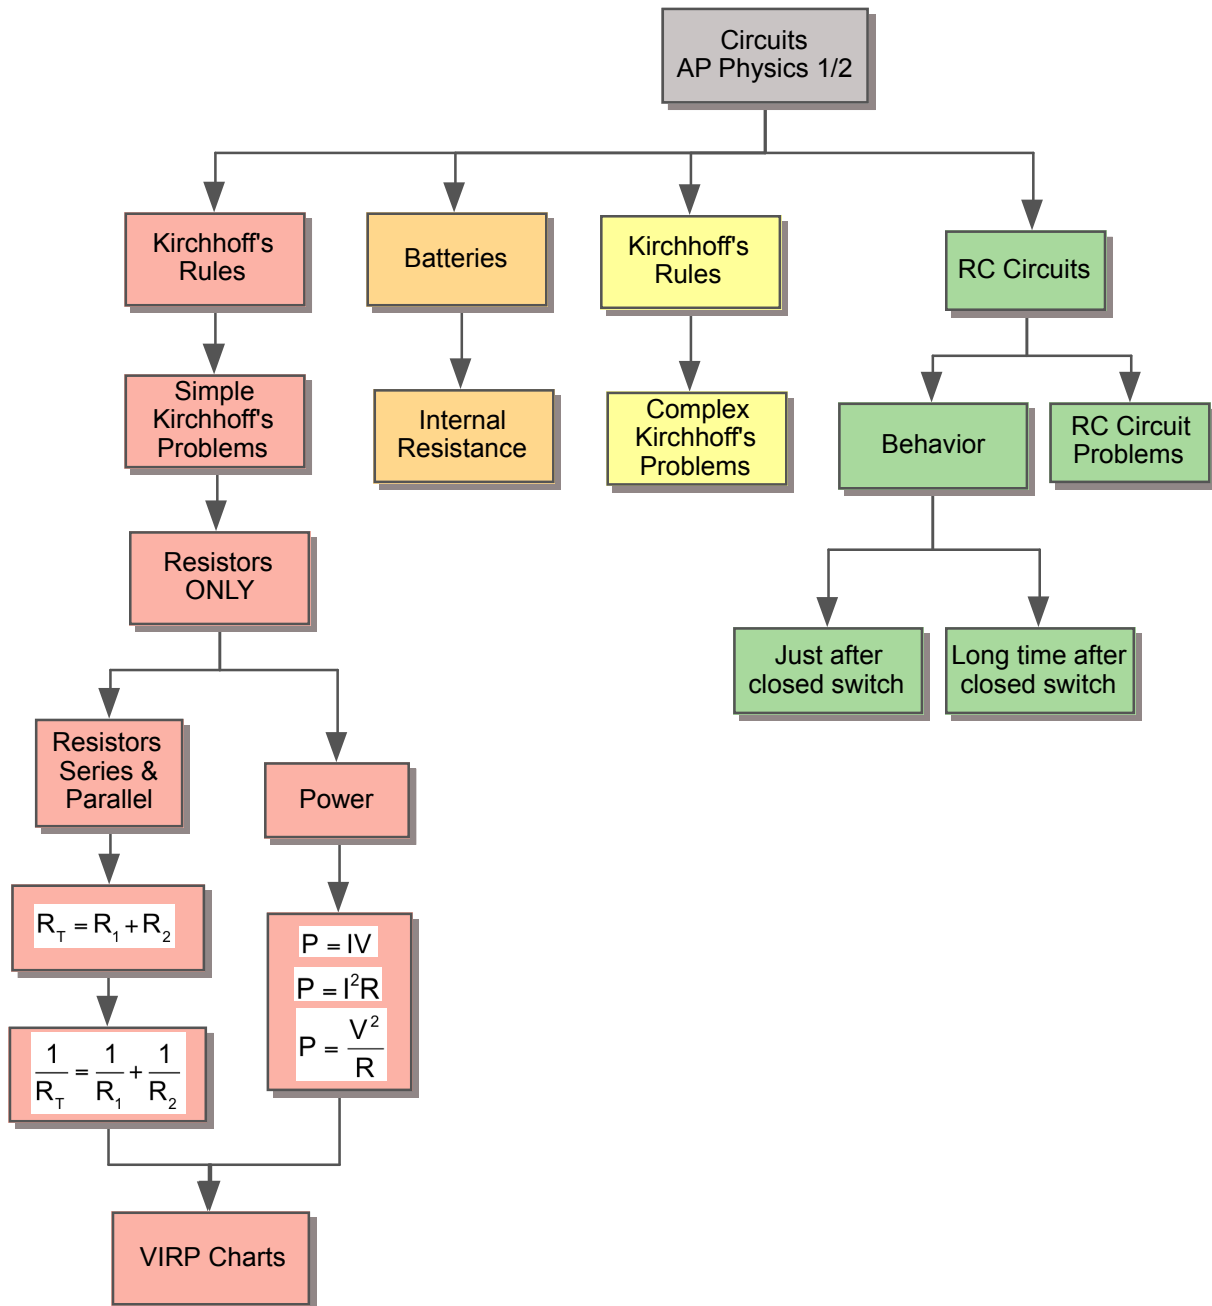 Circuits
AP Physics 1/2
Kirchhoff's
Rules
Batteries
Kirchhoff's
Rules
RC Circuits
Simple
Kirchhoff's
Problems
Internal
Resistance
Complex
Kirchhoff's
Problems
Behavior
RC Circuit
Problems
Resistors
ONLY
Just after
closed switch
Long time after
closed switch
Resistors
Series &
Parallel
Power
R_T = R_1 + R_2
P = IV
P = I²R
P = V²/R
1/R_T = 1/R_1 + 1/R_2
VIRP Charts